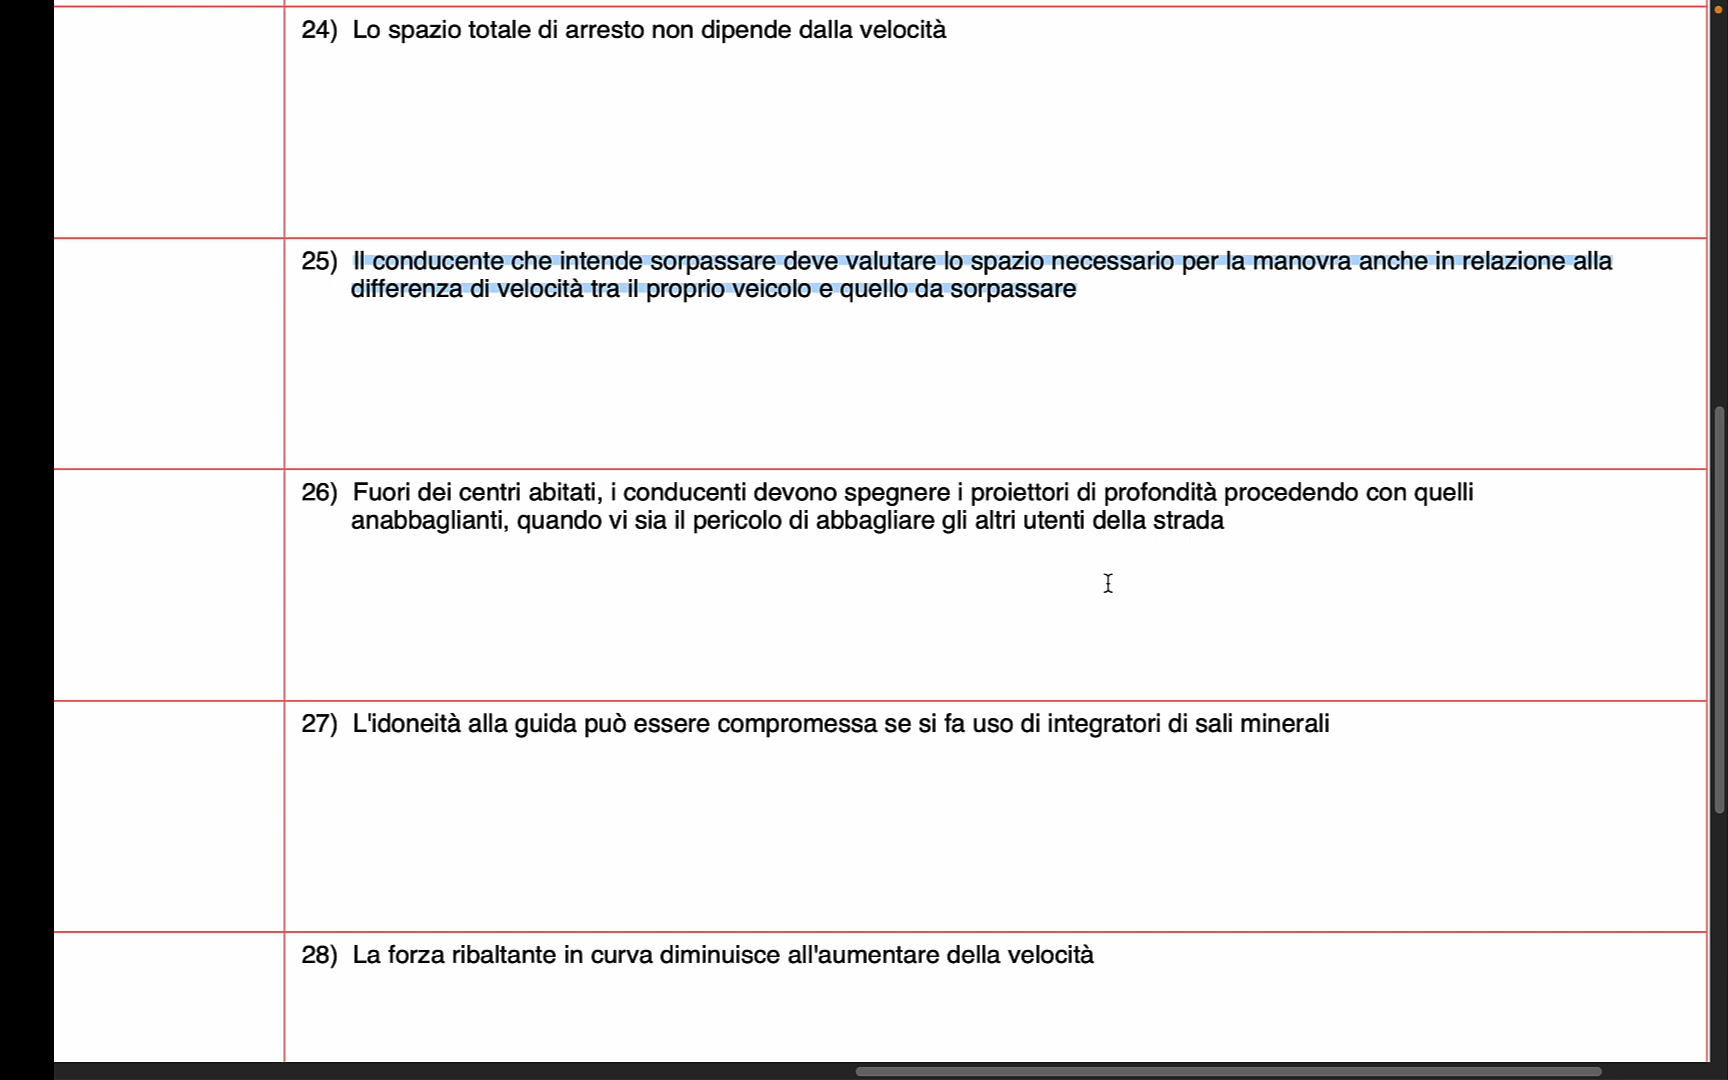 24) Lo spazio totale di arresto non dipende dalla velocità
25) Il conducente che intende sorpassare deve valutare lo spazio necessario per la manovra anche in relazione alla
differenza di velocità tra il proprio veicolo e quello da sorpassare
26) Fuori dei centri abitati, i conducenti devono spegnere i proiettori di profondità procedendo con quelli
anabbaglianti, quando vi sia il pericolo di abbagliare gli altri utenti della strada
27) L'idoneità alla guida può essere compromessa se si fa uso di integratori di sali minerali
28) La forza ribaltante in curva diminuisce all'aumentare della velocità